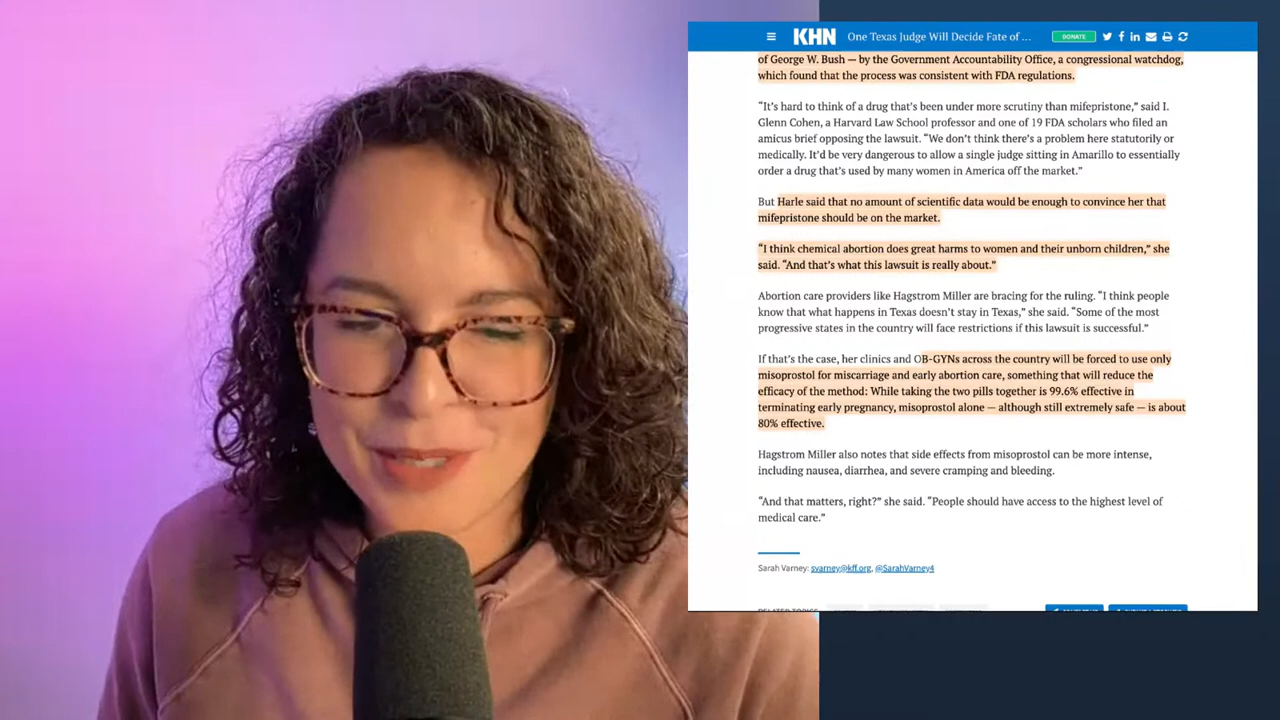 KHN
One Texas Judge Will Decide Fate of ...
DONATE
of George W. Bush — by the Government Accountability Office, a congressional watchdog,
which found that the process was consistent with FDA regulations.
“It’s hard to think of a drug that’s been under more scrutiny than mifepristone,” said I.
Glenn Cohen, a Harvard Law School professor and one of 19 FDA scholars who filed an
amicus brief opposing the lawsuit. “We don’t think there’s a problem here statutorily or
medically. It’d be very dangerous to allow a single judge sitting in Amarillo to essentially
order a drug that’s used by many women in America off the market.”
But Harle said that no amount of scientific data would be enough to convince her that
mifepristone should be on the market.
“I think chemical abortion does great harms to women and their unborn children,” she
said. “And that’s what this lawsuit is really about.”
Abortion care providers like Hagstrom Miller are bracing for the ruling. “I think people
know that what happens in Texas doesn’t stay in Texas,” she said. “Some of the most
progressive states in the country will face restrictions if this lawsuit is successful.”
If that’s the case, her clinics and OB-GYNs across the country will be forced to use only
misoprostol for miscarriage and early abortion care, something that will reduce the
efficacy of the method: While taking the two pills together is 99.6% effective in
terminating early pregnancy, misoprostol alone — although still extremely safe — is about
80% effective.
Hagstrom Miller also notes that side effects from misoprostol can be more intense,
including nausea, diarrhea, and severe cramping and bleeding.
“And that matters, right?” she said. “People should have access to the highest level of
medical care.”
Sarah Varney: svarney@kff.org, @SarahVarney4